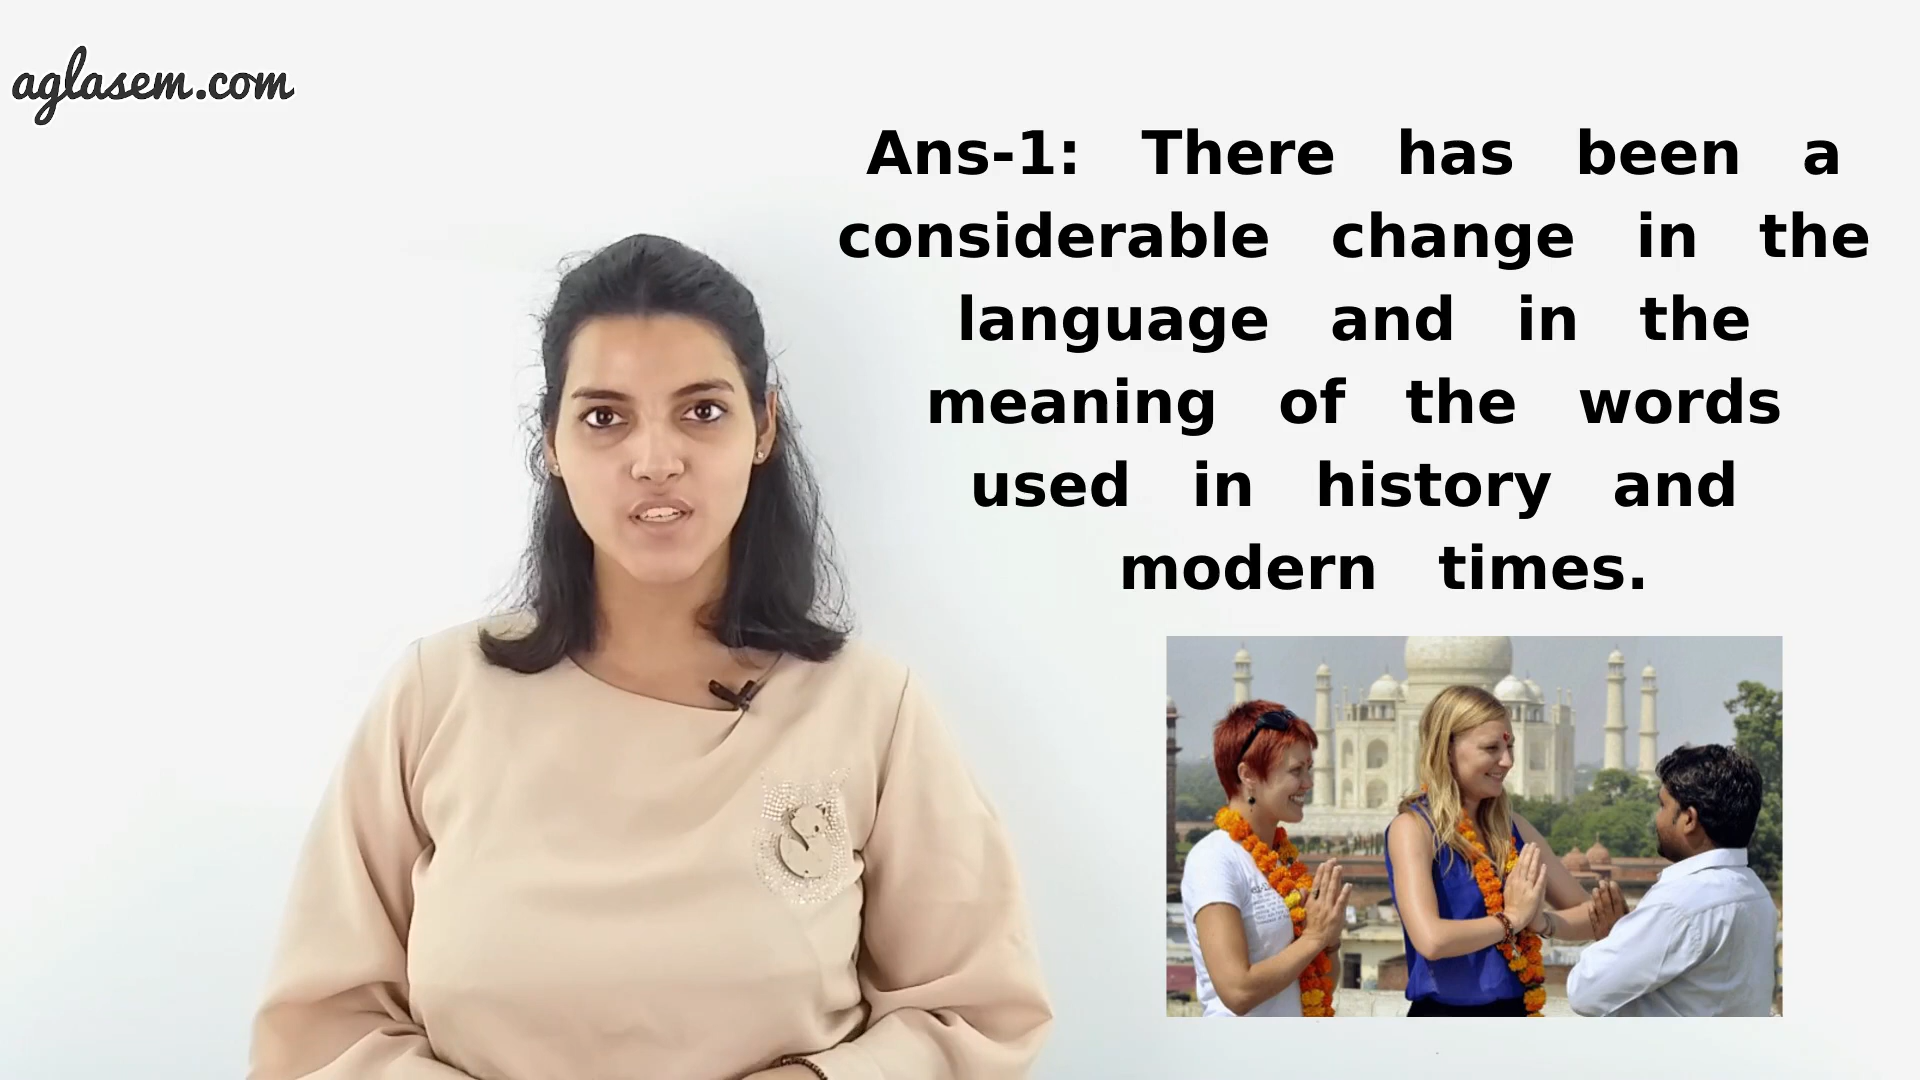 aglasem.com
Ans-1: There has been a
considerable change in the
language and in the
meaning of the words
used in history and
modern times.